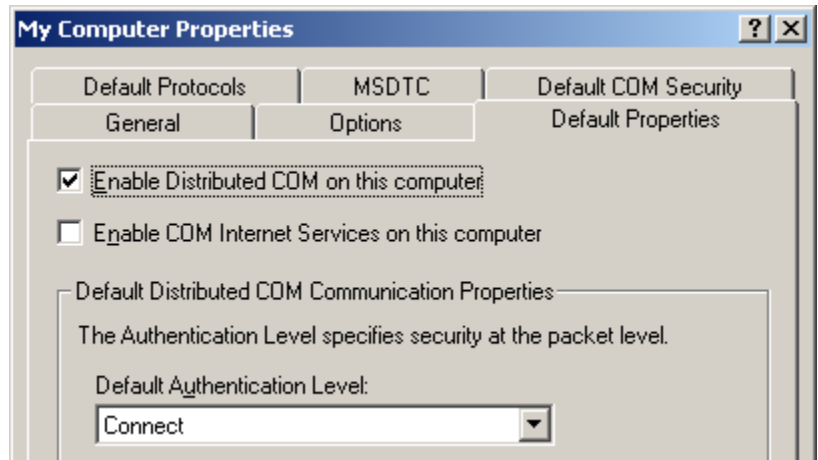 My Computer Properties
Default Protocols MSDTC Default COM Security
General Options Default Properties
Enable Distributed COM on this computer
Enable COM Internet Services on this computer
Default Distributed COM Communication Properties
The Authentication Level specifies security at the packet level.
Default Authentication Level:
Connect